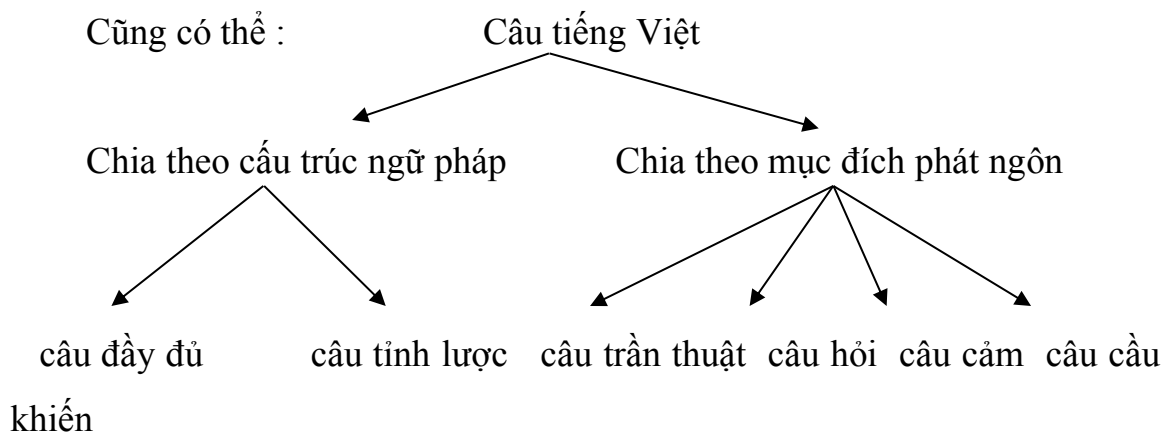 Cũng có thể : Câu tiếng Việt
Chia theo cấu trúc ngữ pháp Chia theo mục đích phát ngôn
câu đầy đủ câu tỉnh lược câu trần thuật câu hỏi câu cảm câu cầu
khiến